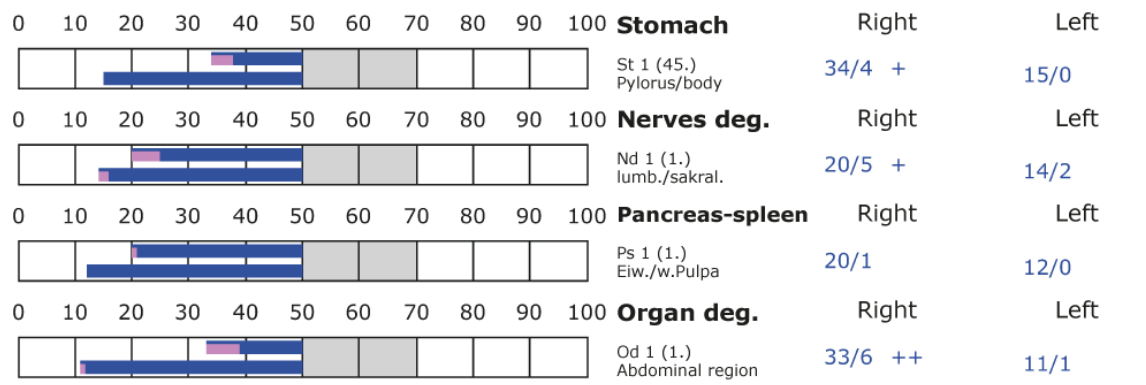 0 10 20 30 40 50 60 70 80 90 100 Stomach Right Left
St 1 (45.) 34/4 + 15/0
Pylorus/body
0 10 20 30 40 50 60 70 80 90 100 Nerves deg. Right Left
Nd 1 (1.) 20/5 + 14/2
lumb./sakral.
0 10 20 30 40 50 60 70 80 90 100 Pancreas-spleen Right Left
Ps 1 (1.) 20/1 12/0
Eiw./w.Pulpa
0 10 20 30 40 50 60 70 80 90 100 Organ deg. Right Left
Od 1 (1.) 33/6 ++ 11/1
Abdominal region